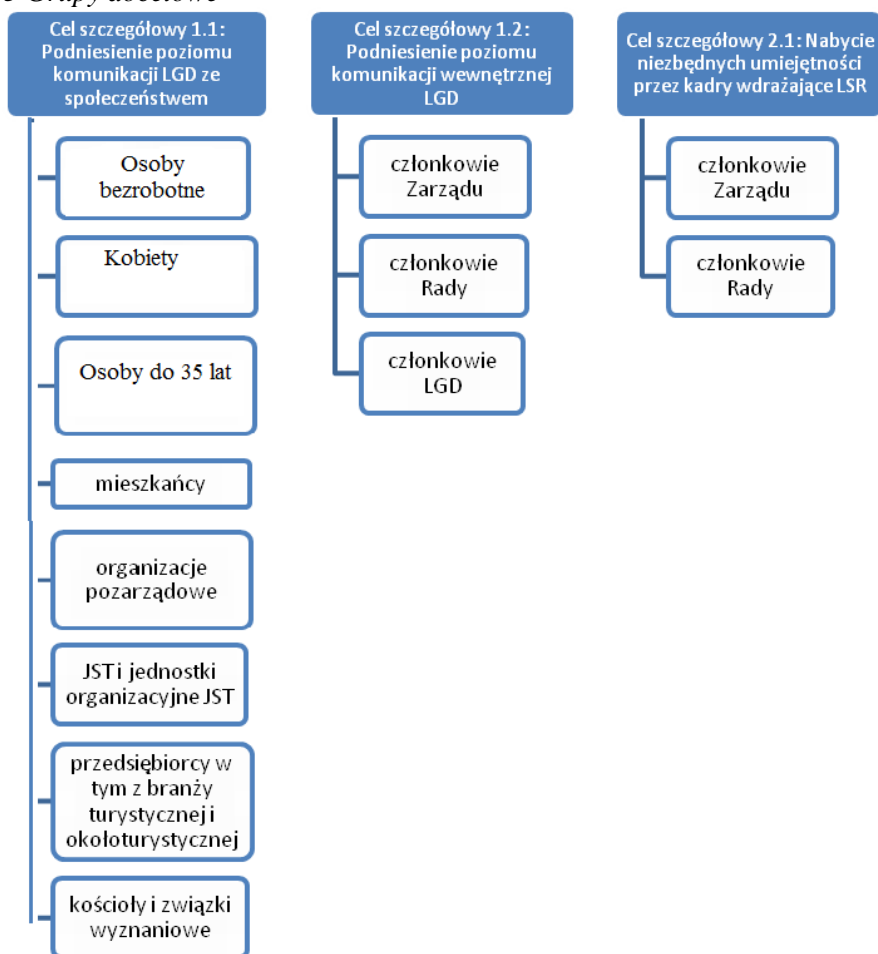 Grupy docelowe
Cel szczegółowy 1.1:
Podniesienie poziomu
komunikacji LGD ze
społeczeństwem
Osoby
bezrobotne
Kobiety
Osoby do 35 lat
mieszkańcy
organizacje
pozarządowe
JST i jednostki
organizacyjne JST
przedsiębiorcy w
tym z branży
turystycznej i
okołoturystycznej
kościoły i związki
wyznaniowe
Cel szczegółowy 1.2:
Podniesienie poziomu
komunikacji wewnętrznej
LGD
członkowie
Zarządu
członkowie
Rady
członkowie
LGD
Cel szczegółowy 2.1: Nabycie
niezbędnych umiejętności
przez kadry wdrażające LSR
członkowie
Zarządu
członkowie
Rady